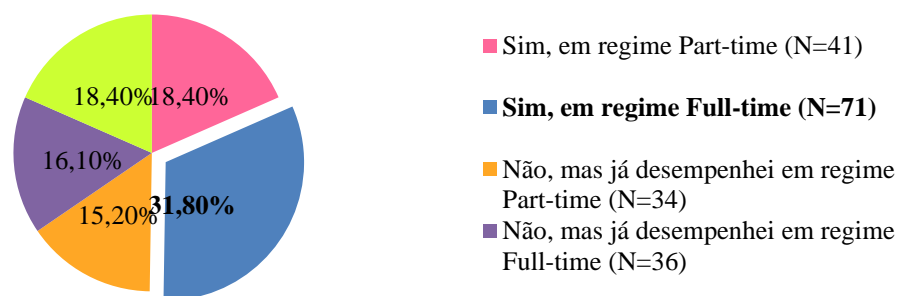 18,40%
18,40%
16,10%
15,20%
31,80%
Sim, em regime Part-time (N=41)
Sim, em regime Full-time (N=71)
Não, mas já desempenhei em regime
Part-time (N=34)
Não, mas já desempenhei em regime
Full-time (N=36)